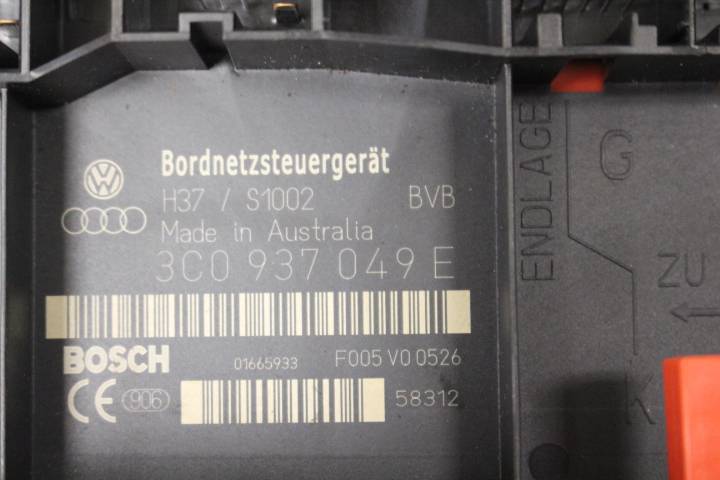 Bordnetzsteuergerät
H37 / S1002 BVB
Made in Australia
3C0 937 049 E
BOSCH 01665933 F005 V0 0526
CE 906 58312
ENDLAGE
G
ZU
K